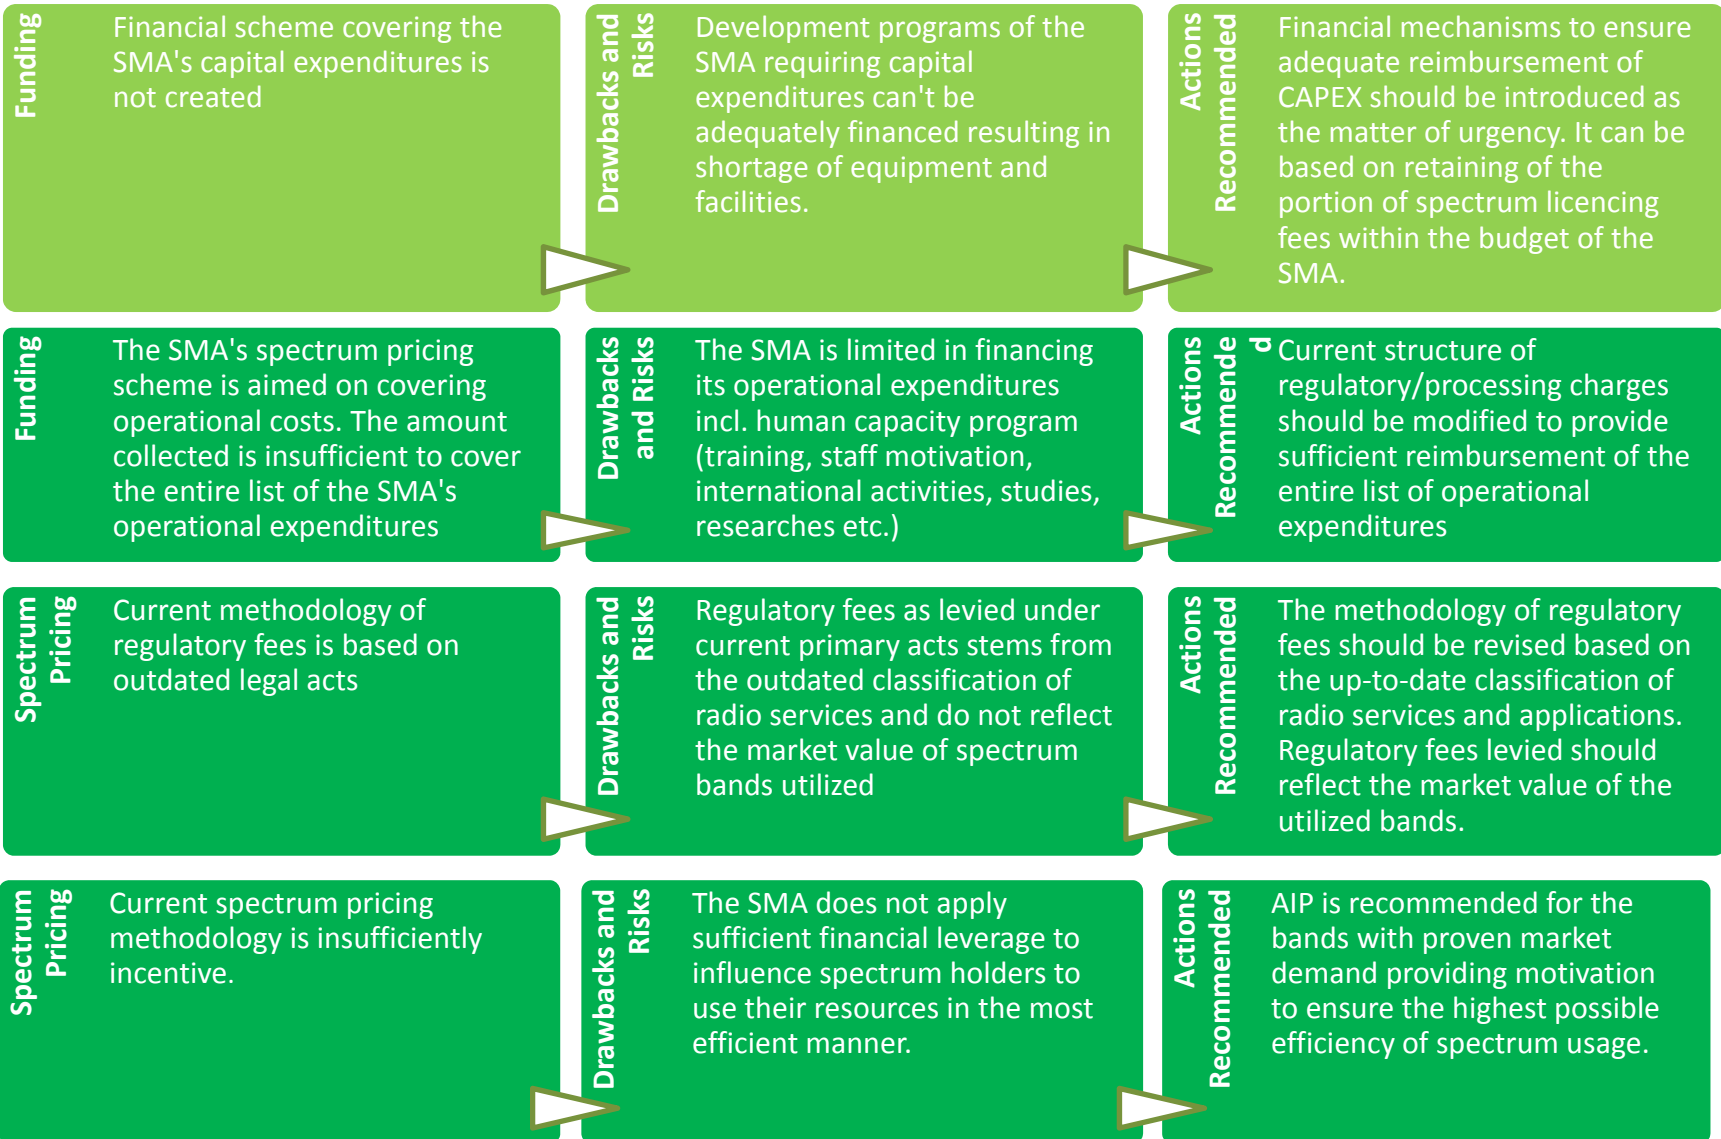 Funding
Financial scheme covering the
SMA's capital expenditures is
not created
Drawbacks and
Risks
Development programs of the
SMA requiring capital
expenditures can't be
adequately financed resulting in
shortage of equipment and
facilities.
Actions
Recommended
Financial mechanisms to ensure
adequate reimbursement of
CAPEX should be introduced as
the matter of urgency. It can be
based on retaining of the
portion of spectrum licencing
fees within the budget of the
SMA.
Funding
The SMA's spectrum pricing
scheme is aimed on covering
operational costs. The amount
collected is insufficient to cover
the entire list of the SMA's
operational expenditures
Drawbacks
and Risks
The SMA is limited in financing
its operational expenditures
incl. human capacity program
(training, staff motivation,
international activities, studies,
researches etc.)
Actions
Recommende
d
Current structure of
regulatory/processing charges
should be modified to provide
sufficient reimbursement of the
entire list of operational
expenditures
Spectrum
Pricing
Current methodology of
regulatory fees is based on
outdated legal acts
Drawbacks and
Risks
Regulatory fees as levied under
current primary acts stems from
the outdated classification of
radio services and do not reflect
the market value of spectrum
bands utilized
Actions
Recommended
The methodology of regulatory
fees should be revised based on
the up-to-date classification of
radio services and applications.
Regulatory fees levied should
reflect the market value of the
utilized bands.
Spectrum
Pricing
Current spectrum pricing
methodology is insufficiently
incentive.
Drawbacks and
Risks
The SMA does not apply
sufficient financial leverage to
influence spectrum holders to
use their resources in the most
efficient manner.
Actions
Recommended
AIP is recommended for the
bands with proven market
demand providing motivation
to ensure the highest possible
efficiency of spectrum usage.